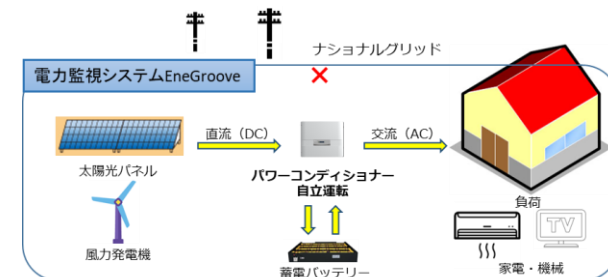 ナショナルグリッド
電力監視システムEneGroove
直流（DC）
交流（AC）
太陽光パネル
パワーコンディショナー
自立運転
負荷
風力発電機
TV
蓄電バッテリー
家電・機械